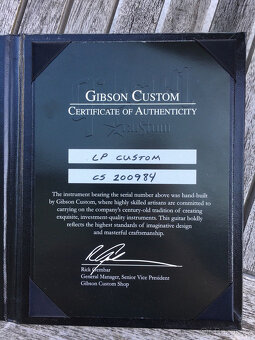 GIBSON CUSTOM
CERTIFICATE OF AUTHENTICITY
LP CUSTOM
CS 200984
The instrument bearing the serial number above was hand-built
by Gibson Custom, where highly skilled artisans are committed to
carrying on the company's century-old tradition of creating
exquisite, investment-quality instruments. This guitar boldly
reflects the highest standards of imaginative design
and masterful craftsmanship.
Rick Gembar
General Manager, Senior Vice President
Gibson Custom Shop